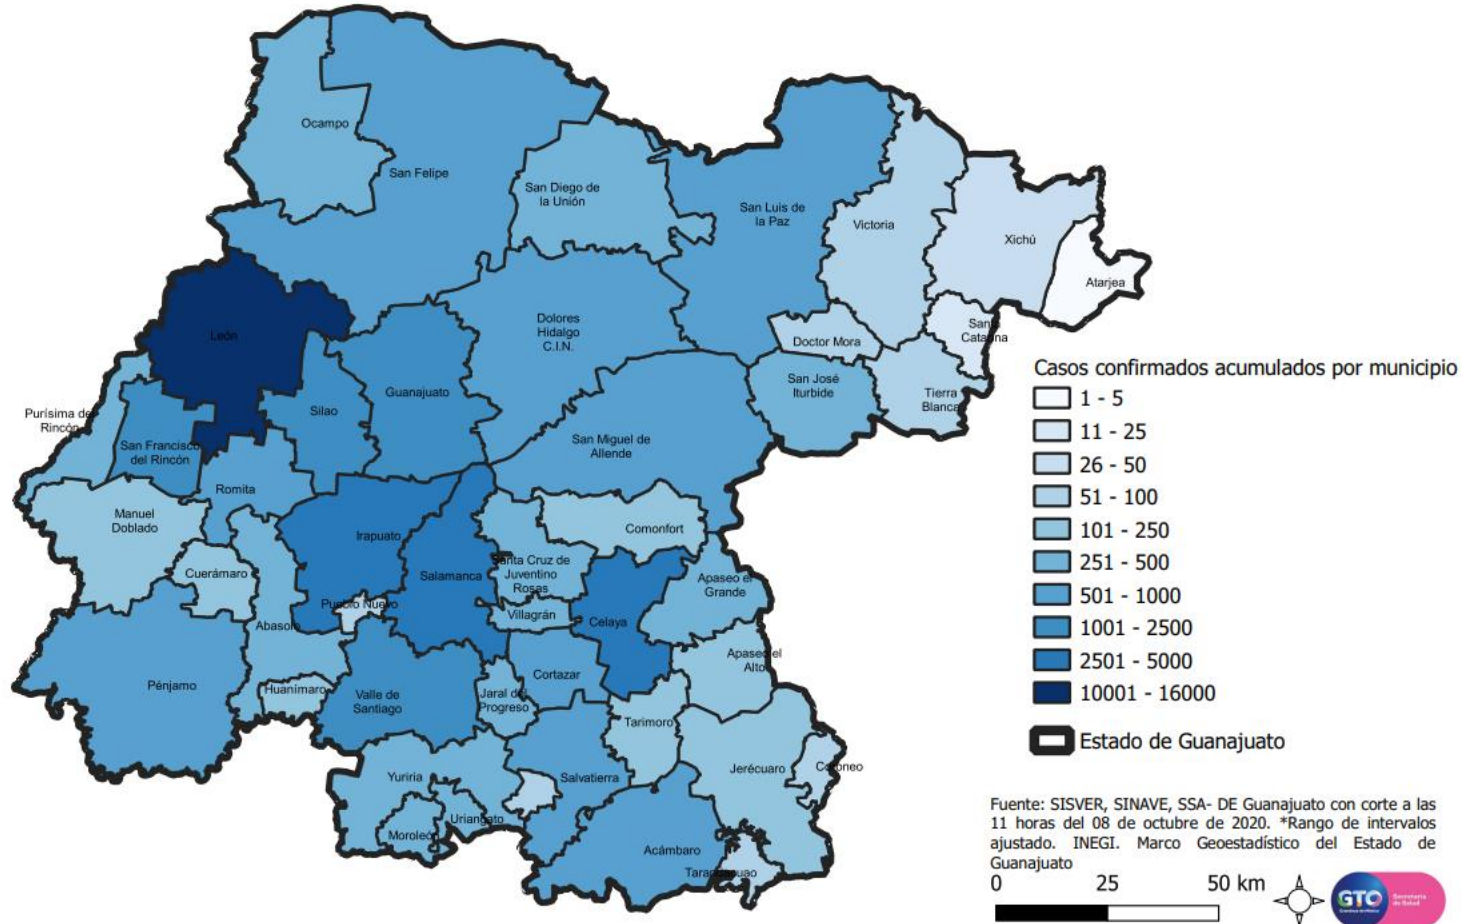 Ocampo
San Felipe
San Diego de
la Unión
San Luis de
la Paz
Victoria
Xichú
Atarjea
León
Dolores
Hidalgo
C.I.N.
Doctor Mora
Santa
Catarina
Guanajuato
San José
Iturbide
Tierra
Blanca
Purísima del
Rincón
Silao
San Francisco
del Rincón
San Miguel de
Allende
Romita
Manuel
Doblado
Irapuato
Comonfort
Cuerámaro
Salamanca
Santa Cruz de
Juventino
Rosas
Apaseo el
Grande
Pueblo Nuevo
Villagrán
Celaya
Abasolo
Apaseo el
Alto
Pénjamo
Huanímaro
Valle de
Santiago
Cortazar
Jaral del
Progreso
Tarimoro
Yuriria
Salvatierra
Jerécuaro
Coroneo
Uriangato
Moroleón
Acámbaro
Tarandacuao
Casos confirmados acumulados por municipio
1 - 5
11 - 25
26 - 50
51 - 100
101 - 250
251 - 500
501 - 1000
1001 - 2500
2501 - 5000
10001 - 16000
Estado de Guanajuato
Fuente: SISVER, SINAVE, SSA- DE Guanajuato con corte a las
11 horas del 08 de octubre de 2020. *Rango de intervalos
ajustado. INEGI. Marco Geoestadístico del Estado de
Guanajuato
0 25 50 km
GTO
Secretaría
de Salud